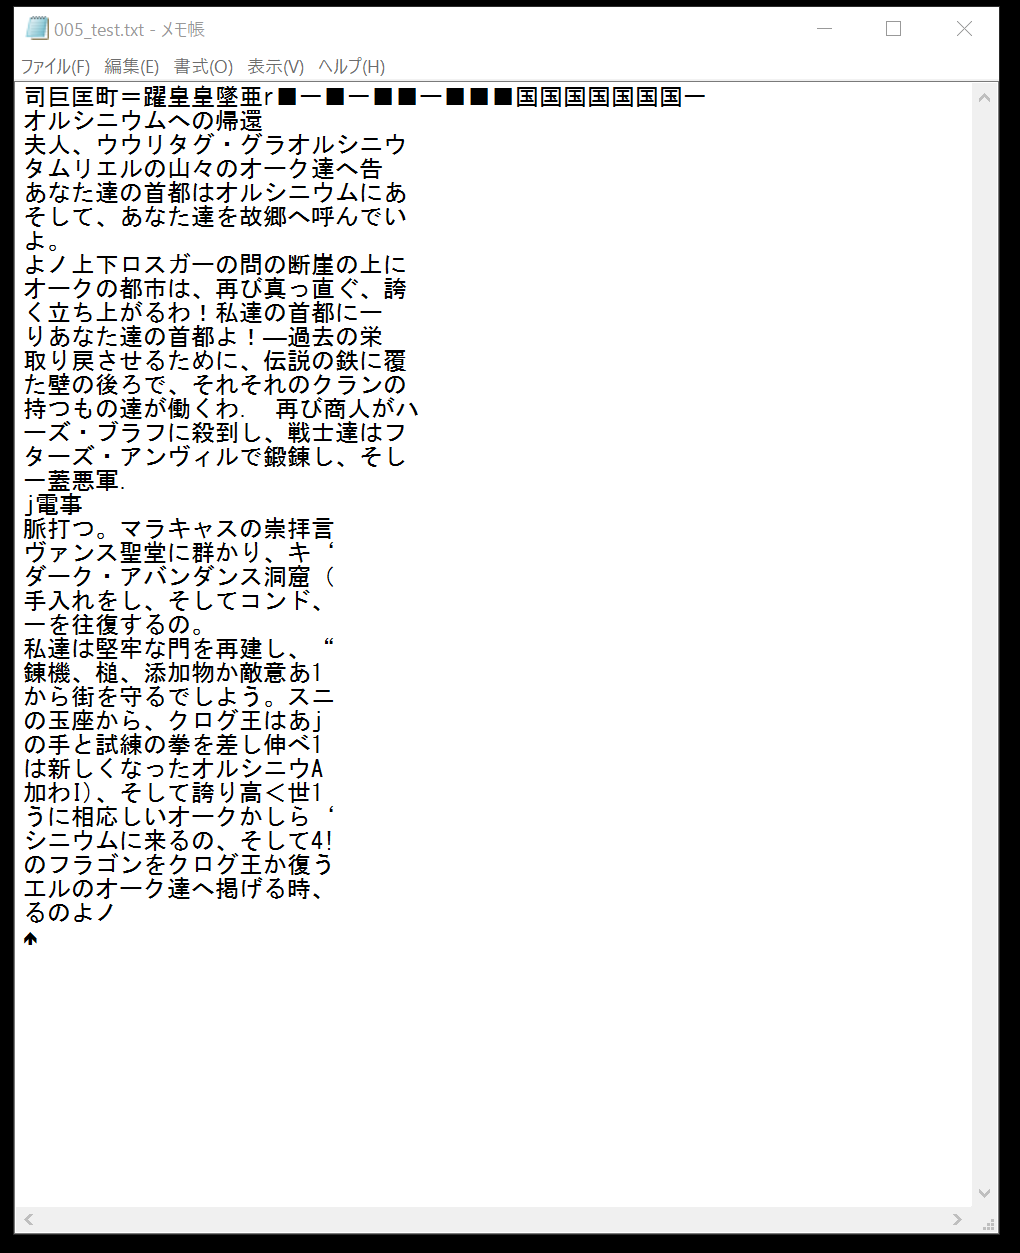 005_test.txt - メモ帳
ファイル(F) 編集(E) 書式(O) 表示(V) ヘルプ(H)
司巨匡町＝躍皇皇墜亜r■ー■ー■■ー■■■国国国国国国国ー
オルシニウムへの帰還
夫人、ウウリタグ・グラオルシニウ
タムリエルの山々のオーク達へ告
あなた達の首都はオルシニウムにあ
そして、あなた達を故郷へ呼んでい
よ。
よノ上下ロスガーの問の断崖の上に
オークの都市は、再び真っ直ぐ、誇
く立ち上がるわ！私達の首都に一
りあなた達の首都よ！―過去の栄
取り戻させるために、伝説の鉄に覆
た壁の後ろで、それそれのクランの
持つもの達が働くわ.　再び商人がハ
ーズ・ブラフに殺到し、戦士達はフ
ターズ・アンヴィルで鍛錬し、そし
一蓋悪軍.
j電事
脈打つ。マラキャスの崇拝言
ヴァンス聖堂に群かり、キ‘
ダーク・アバンダンス洞窟（
手入れをし、そしてコンド、
ーを往復するの。
私達は堅牢な門を再建し、“
錬機、槌、添加物か敵意あ1
から街を守るでしよう。スニ
の玉座から、クログ王はあj
の手と試練の拳を差し伸べ1
は新しくなったオルシニウA
加わI)、そして誇り高＜世1
うに相応しいオークかしら‘
シニウムに来るの、そして4!
のフラゴンをクログ王か復う
エルのオーク達へ掲げる時、
るのよノ
↑